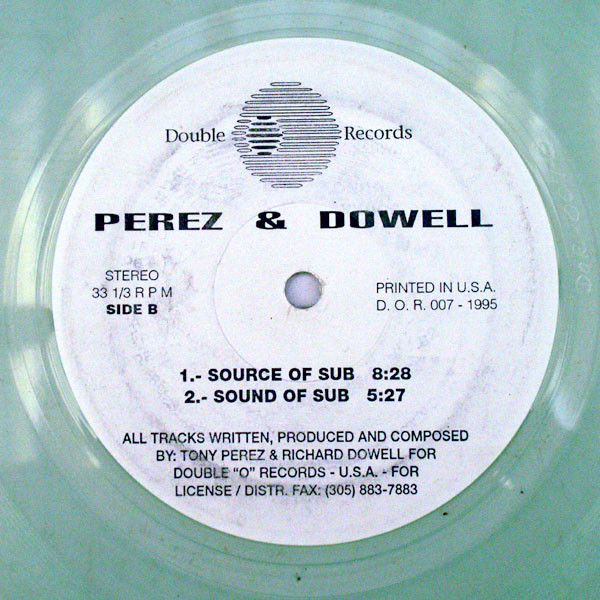 Double Records
PEREZ & DOWELL
STEREO
33 1/3 R P M
SIDE B
PRINTED IN U.S.A.
D. O. R. 007 - 1995
1.- SOURCE OF SUB 8:28
2.- SOUND OF SUB 5:27
ALL TRACKS WRITTEN, PRODUCED AND COMPOSED
BY: TONY PEREZ & RICHARD DOWELL FOR
DOUBLE "O" RECORDS - U.S.A. - FOR
LICENSE / DISTR. FAX: (305) 883-7883